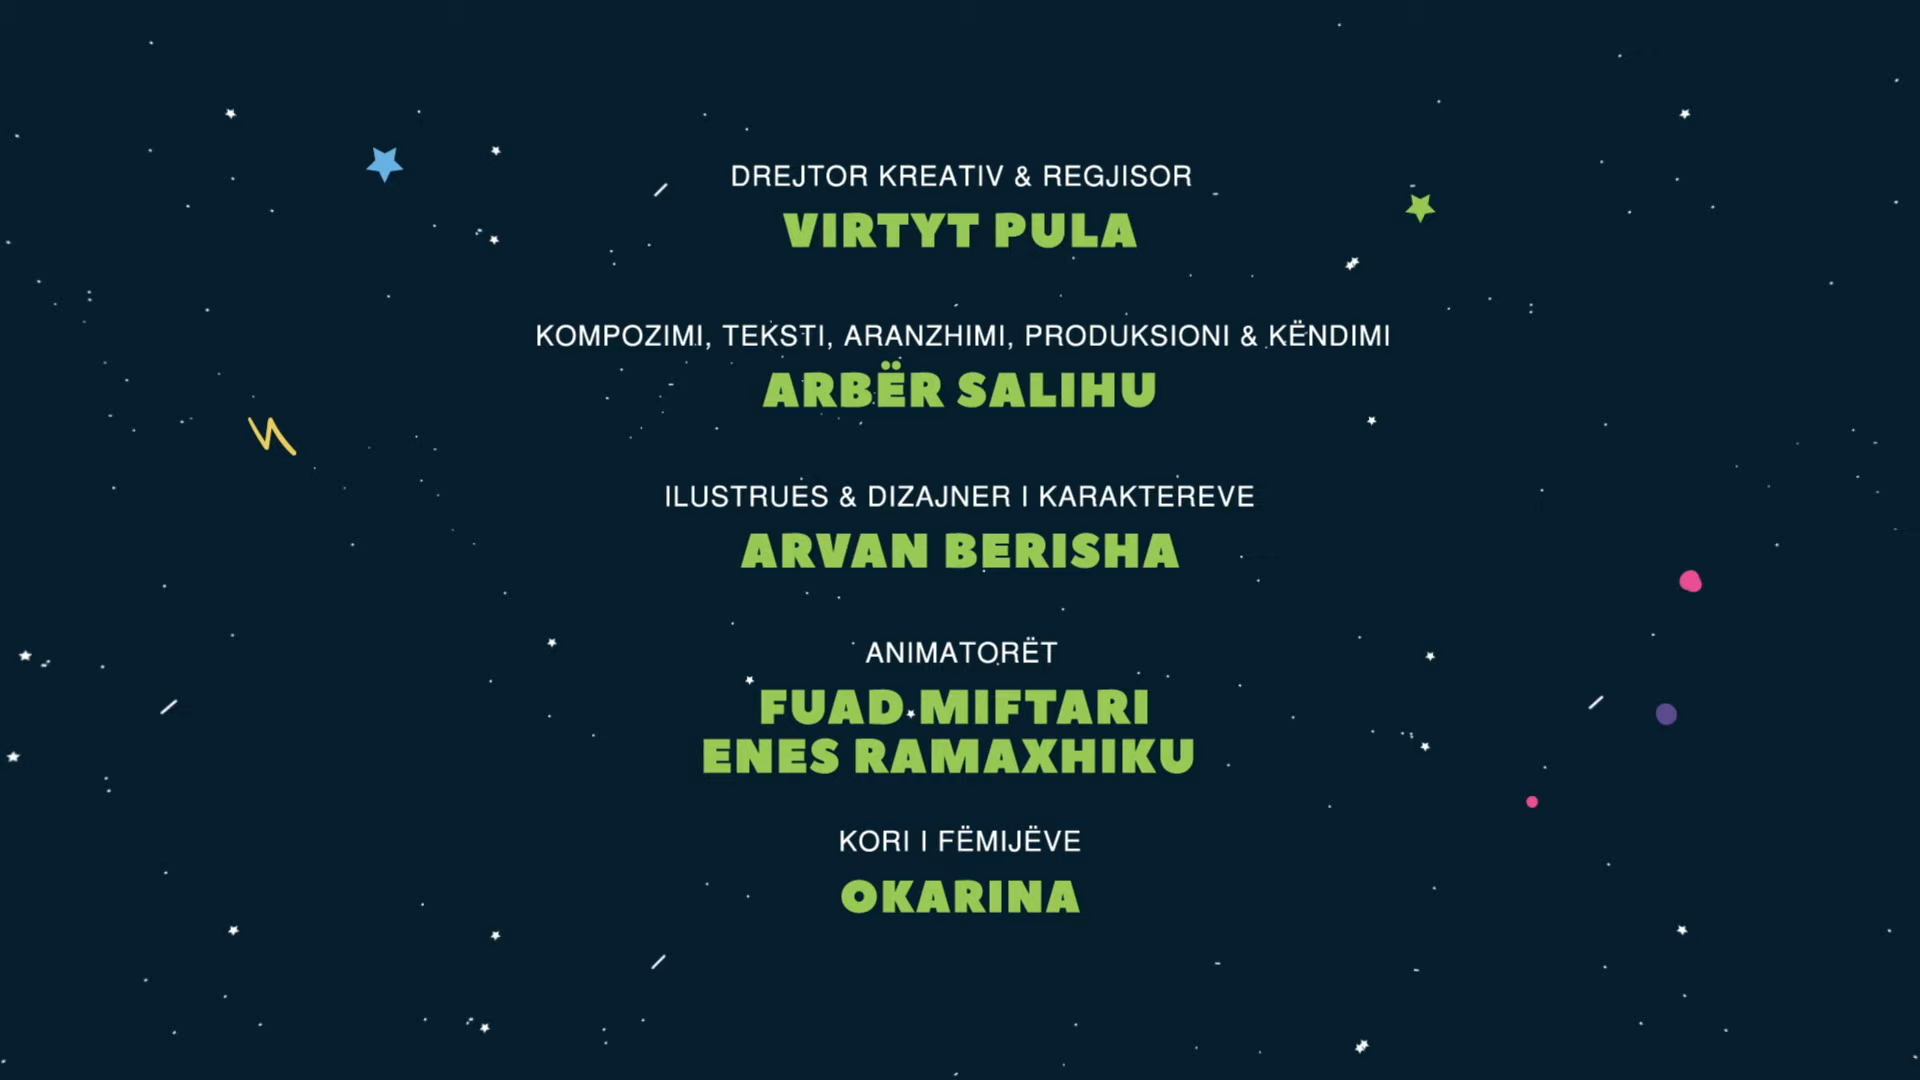 DREJTOR KREATIV & REGJISOR
VIRTYT PULA
KOMPOZIMI, TEKSTI, ARANZHIMI, PRODUKSIONI & KËNDIMI
ARBËR SALIHU
ILUSTRUES & DIZAJNER I KARAKTEREVE
ARVAN BERISHA
ANIMATORËT
FUAD MIFTARI
ENES RAMAXHIKU
KORI I FËMIJËVE
OKARINA